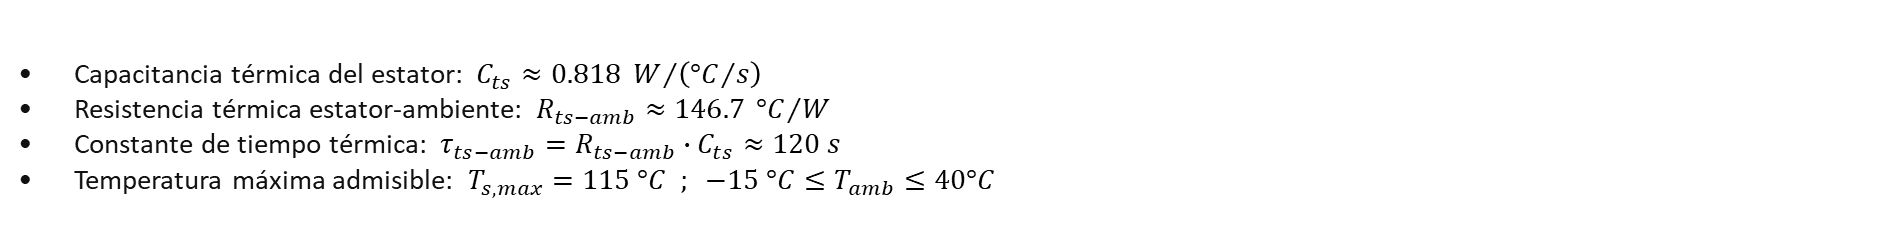 • Capacitancia térmica del estator: C_ts ≈ 0.818 W/(°C/s)
• Resistencia térmica estator-ambiente: R_ts−amb ≈ 146.7 °C/W
• Constante de tiempo térmica: τ_ts−amb = R_ts−amb · C_ts ≈ 120 s
• Temperatura máxima admisible: T_s,max = 115 °C ; −15 °C ≤ T_amb ≤ 40°C